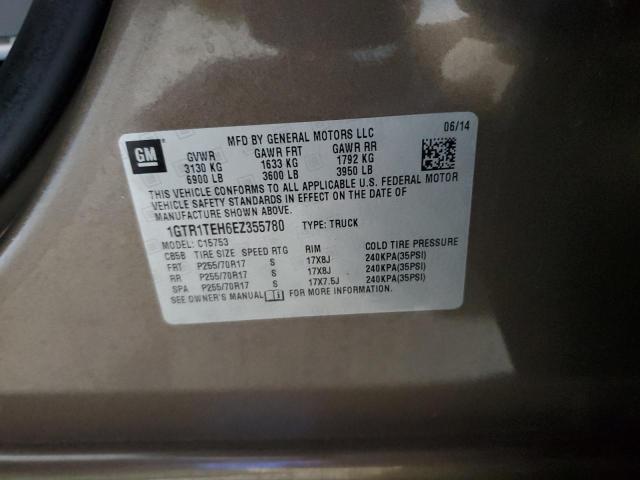 GM
MFD BY GENERAL MOTORS LLC 06/14
GVWR GAWR FRT GAWR RR
3130 KG 1633 KG 1792 KG
6900 LB 3600 LB 3950 LB
THIS VEHICLE CONFORMS TO ALL APPLICABLE U.S. FEDERAL MOTOR
VEHICLE SAFETY STANDARDS IN EFFECT ON THE DATE OF
MANUFACTURE SHOWN ABOVE.
1GTR1TEH6EZ355780 TYPE: TRUCK
MODEL: C15753
CB5B TIRE SIZE SPEED RTG RIM COLD TIRE PRESSURE
FRT P255/70R17 S 17X8J 240KPA(35PSI)
RR P255/70R17 S 17X8J 240KPA(35PSI)
SPA P255/70R17 S 17X7.5J 240KPA(35PSI)
SEE OWNER'S MANUAL FOR MORE INFORMATION.